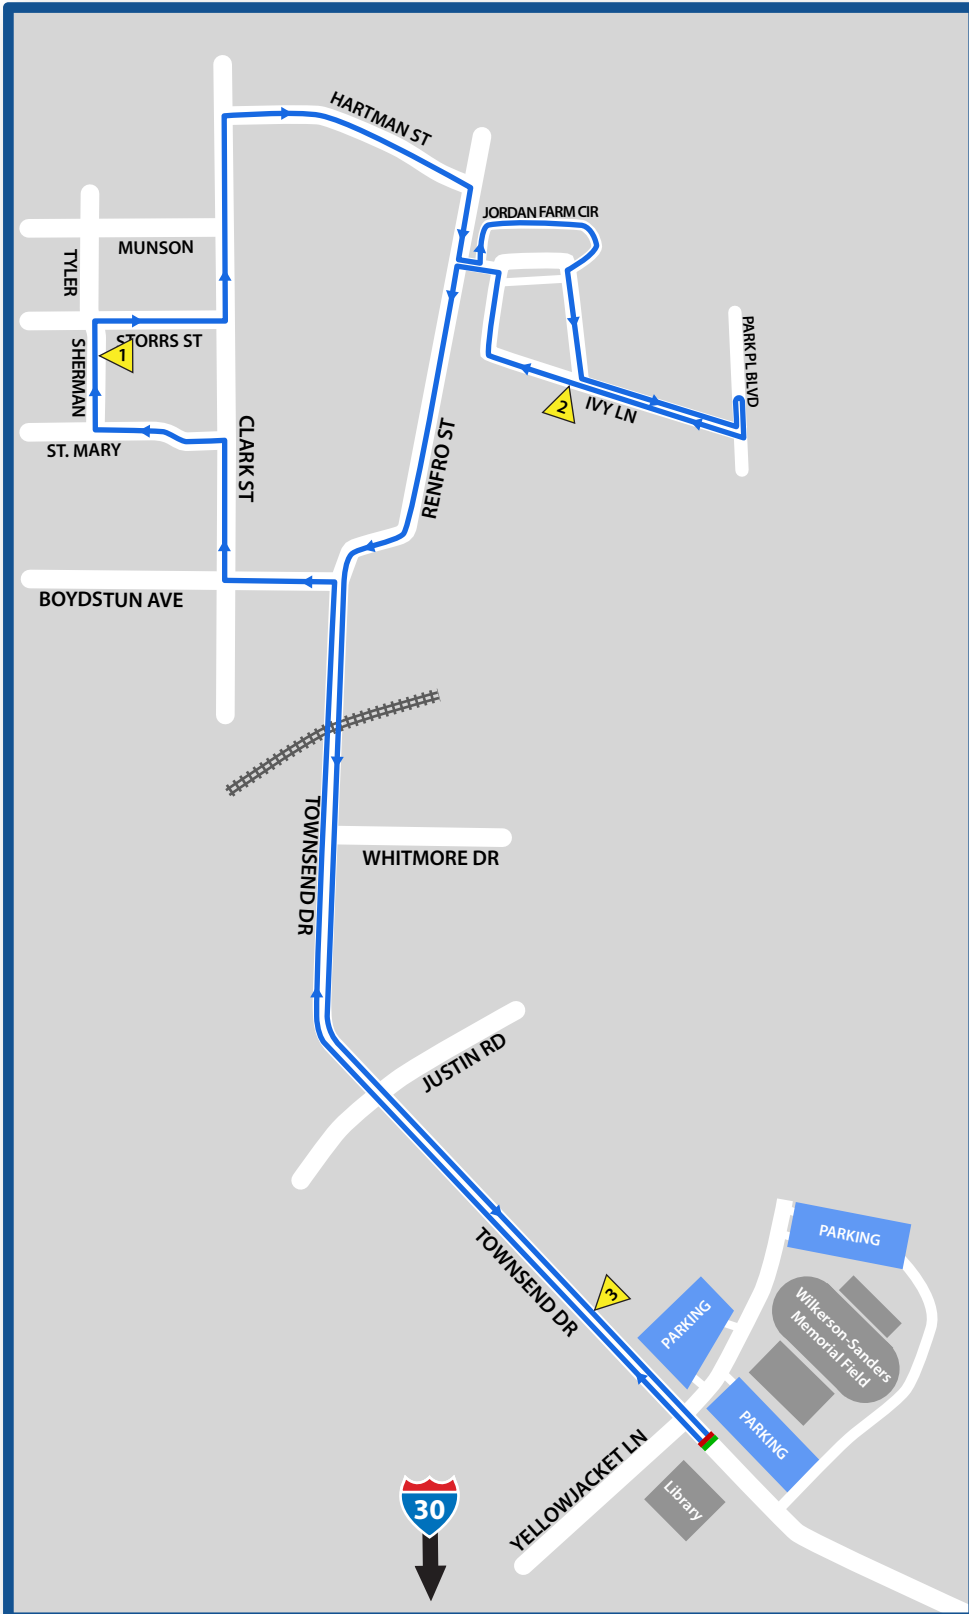 HARTMAN ST
JORDAN FARM CIR
MUNSON
TYLER
STORRS ST
SHERMAN
1
PARK PL BLVD
IVY LN
2
ST. MARY
CLARK ST
RENFRO ST
BOYDSTUN AVE
TOWNSEND DR
WHITMORE DR
JUSTIN RD
TOWNSEND DR
3
PARKING
PARKING
Wilkerson-Sanders
Memorial Field
PARKING
YELLOWJACKET LN
Library
30